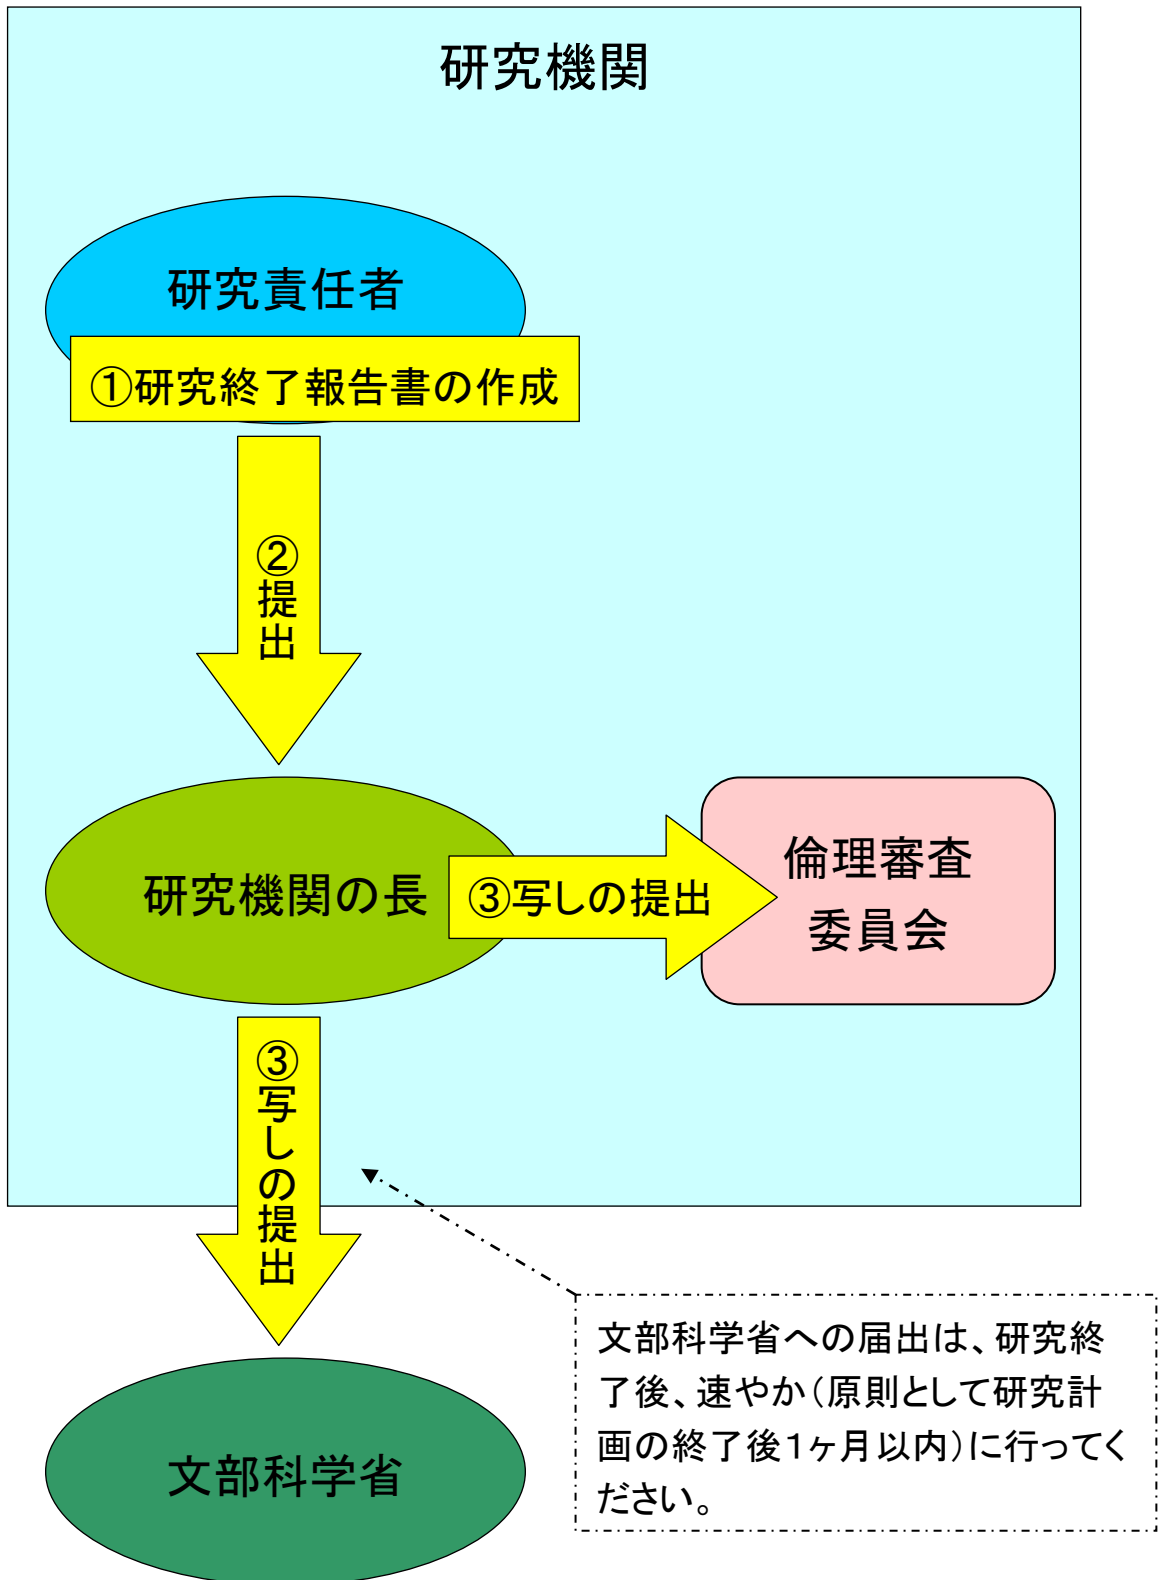 研究機関
研究責任者
①研究終了報告書の作成
②提出
研究機関の長
③写しの提出
倫理審査
委員会
③写しの提出
文部科学省への届出は、研究終
了後、速やか(原則として研究計
画の終了後1ヶ月以内)に行ってく
ださい。
文部科学省